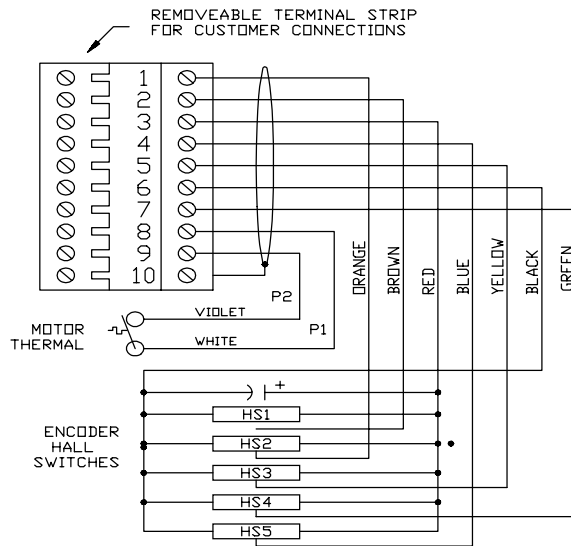 REMOVEABLE TERMINAL STRIP
FOR CUSTOMER CONNECTIONS
1
2
3
4
5
6
7
8
9
10
ORANGE
BROWN
RED
BLUE
YELLOW
BLACK
GREEN
P2
P1
VIOLET
WHITE
MOTOR
THERMAL
+
HS1
HS2
HS3
HS4
HS5
ENCODER
HALL
SWITCHES